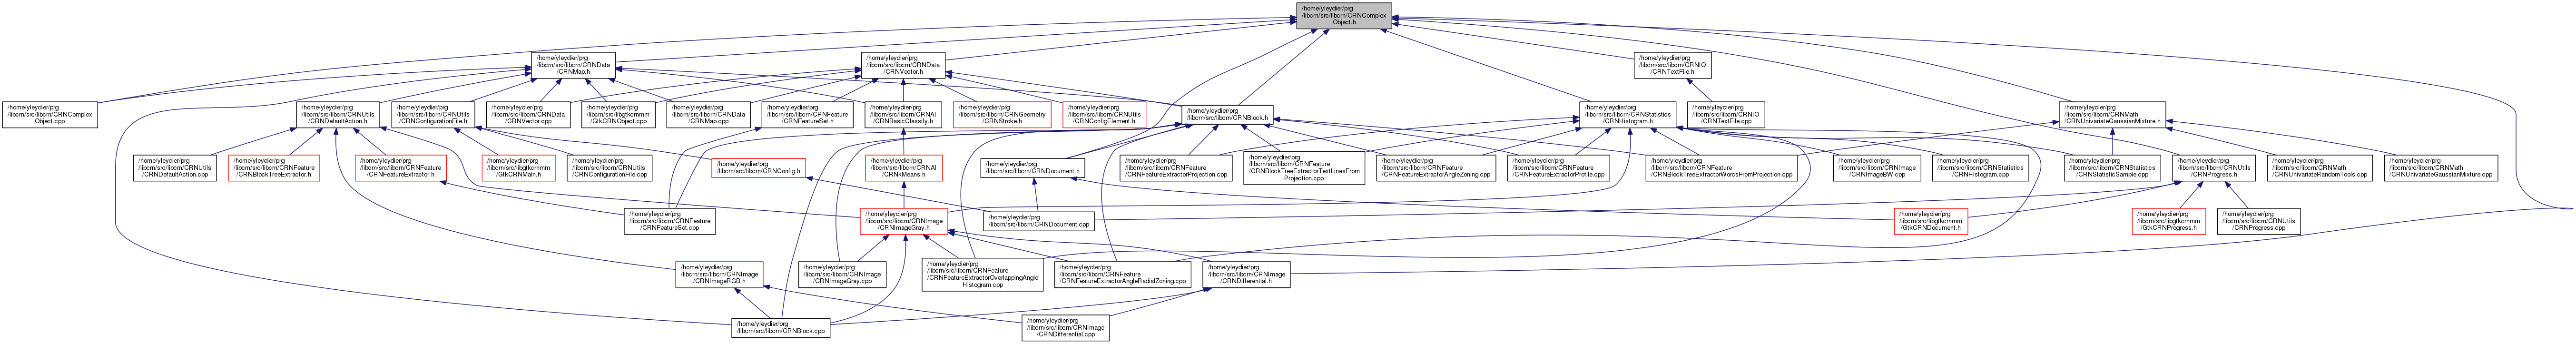 /home/yleydier/prg
/libcrn/src/libcrn/CRNComplex
Object.h
/home/yleydier/prg
/libcrn/src/libcrn/CRNData
/CRNMap.h
/home/yleydier/prg
/libcrn/src/libcrn/CRNData
/CRNVector.h
/home/yleydier/prg
/libcrn/src/libcrn/CRNIO
/CRNTextFile.h
/home/yleydier/prg
/libcrn/src/libcrn/CRNComplex
Object.cpp
/home/yleydier/prg
/libcrn/src/libcrn/CRNUtils
/CRNDefaultAction.h
/home/yleydier/prg
/libcrn/src/libcrn/CRNUtils
/CRNConfigurationFile.h
/home/yleydier/prg
/libcrn/src/libcrn/CRNData
/CRNVector.cpp
/home/yleydier/prg
/libcrn/src/libgtkcrnmm
/GtkCRNObject.cpp
/home/yleydier/prg
/libcrn/src/libcrn/CRNData
/CRNMap.cpp
/home/yleydier/prg
/libcrn/src/libcrn/CRNFeature
/CRNFeatureSet.h
/home/yleydier/prg
/libcrn/src/libcrn/CRNAI
/CRNBasicClassify.h
/home/yleydier/prg
/libcrn/src/libcrn/CRNGeometry
/CRNStroke.h
/home/yleydier/prg
/libcrn/src/libcrn/CRNUtils
/CRNConfigElement.h
/home/yleydier/prg
/libcrn/src/libcrn/CRNBlock.h
/home/yleydier/prg
/libcrn/src/libcrn/CRNStatistics
/CRNHistogram.h
/home/yleydier/prg
/libcrn/src/libcrn/CRNIO
/CRNTextFile.cpp
/home/yleydier/prg
/libcrn/src/libcrn/CRNMath
/CRNUnivariateGaussianMixture.h
/home/yleydier/prg
/libcrn/src/libcrn/CRNUtils
/CRNDefaultAction.cpp
/home/yleydier/prg
/libcrn/src/libcrn/CRNFeature
/CRNBlockTreeExtractor.h
/home/yleydier/prg
/libcrn/src/libcrn/CRNFeature
/CRNFeatureExtractor.h
/home/yleydier/prg
/libcrn/src/libgtkcrnmm
/GtkCRNMain.h
/home/yleydier/prg
/libcrn/src/libcrn/CRNUtils
/CRNConfigurationFile.cpp
/home/yleydier/prg
/libcrn/src/libcrn/CRNConfig.h
/home/yleydier/prg
/libcrn/src/libcrn/CRNAI
/CRNkMeans.h
/home/yleydier/prg
/libcrn/src/libcrn/CRNDocument.h
/home/yleydier/prg
/libcrn/src/libcrn/CRNFeature
/CRNFeatureExtractorProjection.cpp
/home/yleydier/prg
/libcrn/src/libcrn/CRNFeature
/CRNBlockTreeExtractorTextLinesFrom
Projection.cpp
/home/yleydier/prg
/libcrn/src/libcrn/CRNFeature
/CRNFeatureExtractorAngleZoning.cpp
/home/yleydier/prg
/libcrn/src/libcrn/CRNFeature
/CRNFeatureExtractorProfile.cpp
/home/yleydier/prg
/libcrn/src/libcrn/CRNFeature
/CRNBlockTreeExtractorWordsFromProjection.cpp
/home/yleydier/prg
/libcrn/src/libcrn/CRNImage
/CRNImageBW.cpp
/home/yleydier/prg
/libcrn/src/libcrn/CRNStatistics
/CRNHistogram.cpp
/home/yleydier/prg
/libcrn/src/libcrn/CRNStatistics
/CRNStatisticSample.cpp
/home/yleydier/prg
/libcrn/src/libcrn/CRNUtils
/CRNProgress.h
/home/yleydier/prg
/libcrn/src/libcrn/CRNMath
/CRNUnivariateRandomTools.cpp
/home/yleydier/prg
/libcrn/src/libcrn/CRNMath
/CRNUnivariateGaussianMixture.cpp
/home/yleydier/prg
/libcrn/src/libcrn/CRNFeature
/CRNFeatureSet.cpp
/home/yleydier/prg
/libcrn/src/libcrn/CRNImage
/CRNImageGray.h
/home/yleydier/prg
/libcrn/src/libcrn/CRNDocument.cpp
/home/yleydier/prg
/libcrn/src/libgtkcrnmm
/GtkCRNDocument.h
/home/yleydier/prg
/libcrn/src/libgtkcrnmm
/GtkCRNProgress.h
/home/yleydier/prg
/libcrn/src/libcrn/CRNUtils
/CRNProgress.cpp
/home/yleydier/prg
/libcrn/src/libcrn/CRNImage
/CRNImageRGB.h
/home/yleydier/prg
/libcrn/src/libcrn/CRNImage
/CRNImageGray.cpp
/home/yleydier/prg
/libcrn/src/libcrn/CRNFeature
/CRNFeatureExtractorOverlappingAngle
Histogram.cpp
/home/yleydier/prg
/libcrn/src/libcrn/CRNFeature
/CRNFeatureExtractorAngleRadialZoning.cpp
/home/yleydier/prg
/libcrn/src/libcrn/CRNImage
/CRNDifferential.h
/home/yleydier/prg
/libcrn/src/libcrn/CRNBlock.cpp
/home/yleydier/prg
/libcrn/src/libcrn/CRNImage
/CRNDifferential.cpp